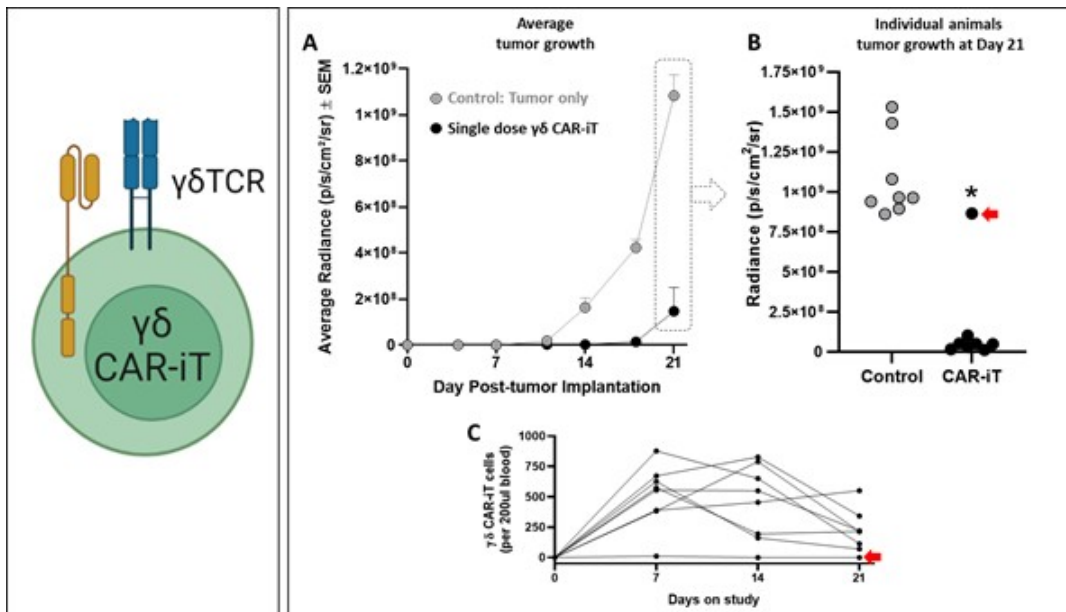 γδTCR
γδ
CAR-iT
A
Average
tumor growth
Average Radiance (p/s/cm²/sr) ± SEM
1.2×10⁹
1×10⁹
8×10⁸
6×10⁸
4×10⁸
2×10⁸
0
Control: Tumor only
Single dose γδ CAR-iT
0 7 14 21
Day Post-tumor Implantation
B
Individual animals
tumor growth at Day 21
Radiance (p/s/cm²/sr)
1.75×10⁹
1.5×10⁹
1.25×10⁹
1×10⁹
7.5×10⁸
5×10⁸
2.5×10⁸
0
*
Control CAR-iT
C
γδ CAR-iT cells
(per 200ul blood)
1000
750
500
250
0
0 7 14 21
Days on study